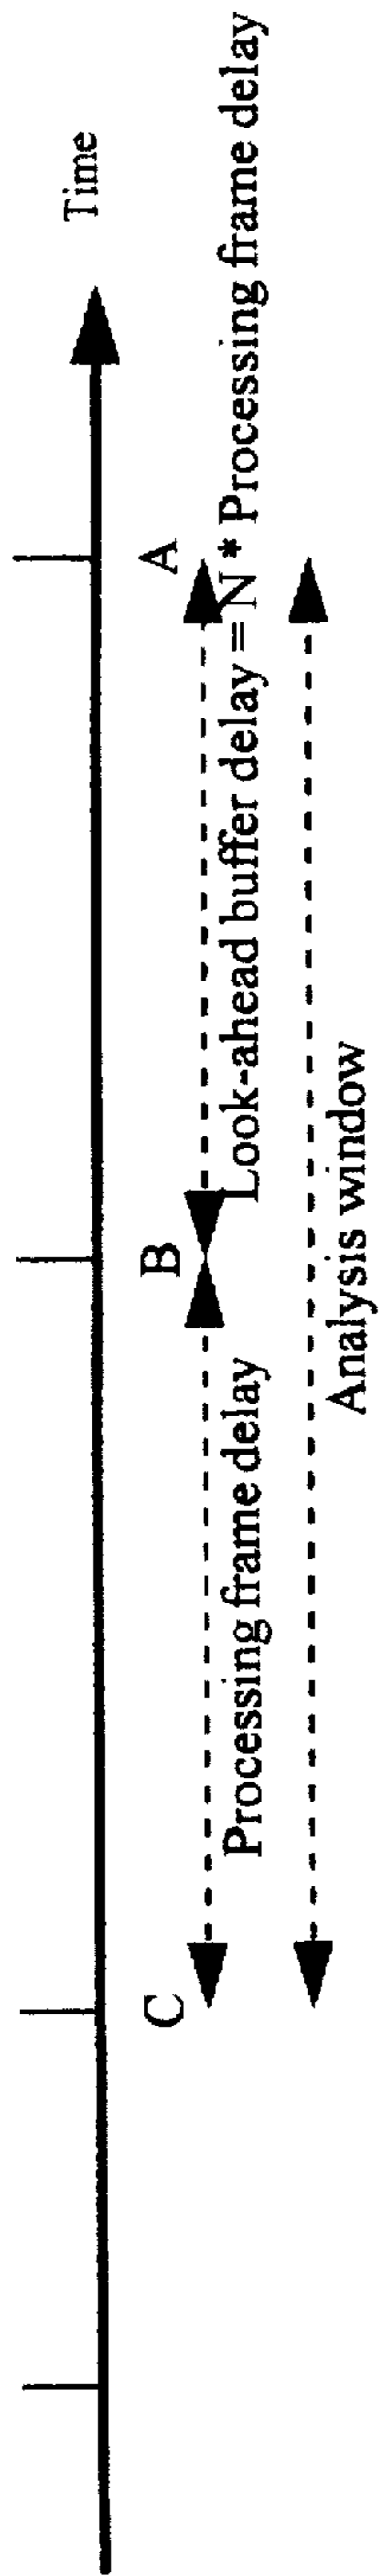 Time
C
B
A
Processing frame delay
Look-ahead buffer delay = N * Processing frame delay
Analysis window